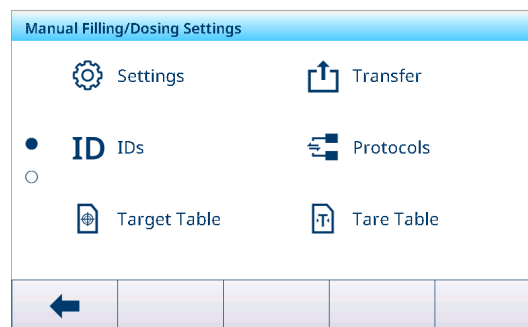 Manual Filling/Dosing Settings
Settings
Transfer
ID IDs
Protocols
Target Table
T Tare Table